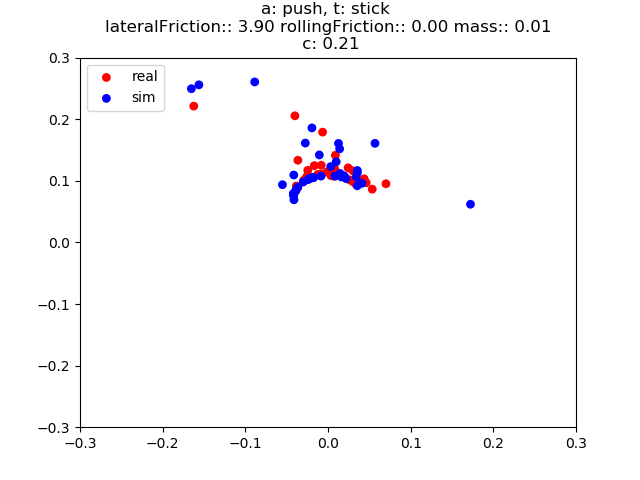 a: push, t: stick
lateralFriction:: 3.90 rollingFriction:: 0.00 mass:: 0.01
c: 0.21
real
sim
0.3
0.2
0.1
0.0
−0.1
−0.2
−0.3
−0.3
−0.2
−0.1
0.0
0.1
0.2
0.3